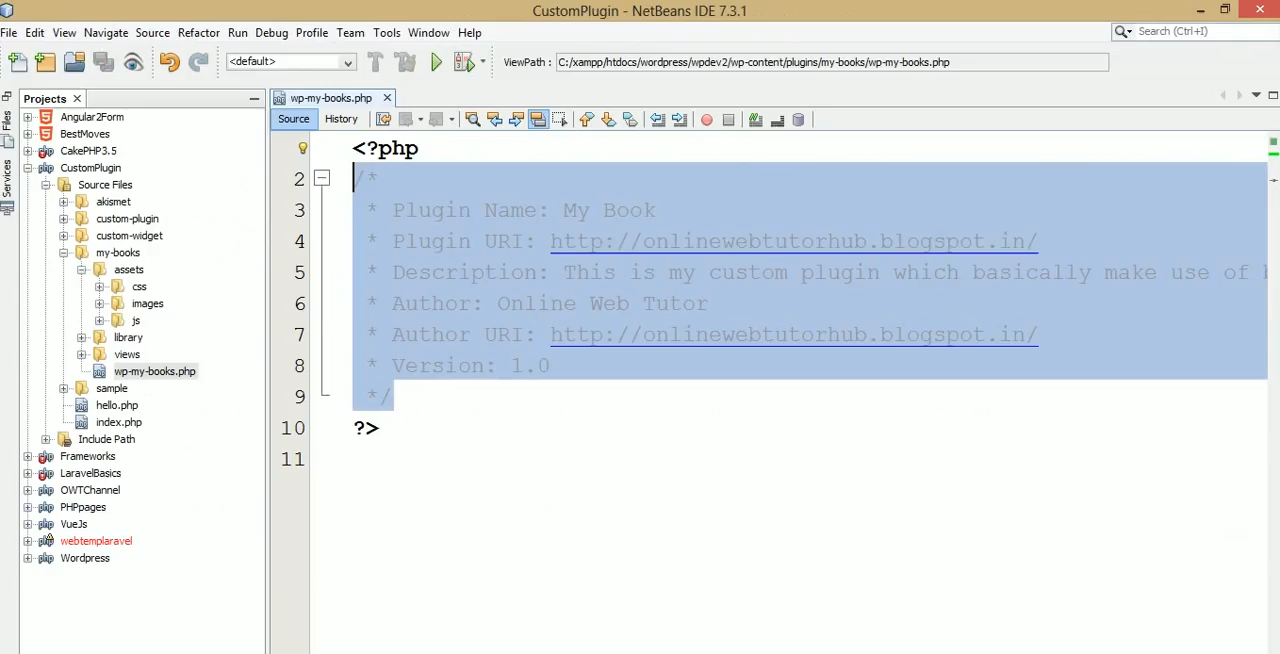 CustomPlugin - NetBeans IDE 7.3.1
File Edit View Navigate Source Refactor Run Debug Profile Team Tools Window Help
Search (Ctrl+I)
<default>
ViewPath : C:/xampp/htdocs/wordpress/wpdev2/wp-content/plugins/my-books/wp-my-books.php
Files
Services
Projects
Angular2Form
BestMoves
CakePHP3.5
CustomPlugin
Source Files
akismet
custom-plugin
custom-widget
my-books
assets
css
images
js
library
views
wp-my-books.php
sample
hello.php
index.php
Include Path
Frameworks
LaravelBasics
OWTChannel
PHPpages
VueJs
webtemplaravel
Wordpress
wp-my-books.php
Source History
<?php
2 /*
3 * Plugin Name: My Book
4 * Plugin URI: http://onlinewebtutorhub.blogspot.in/
5 * Description: This is my custom plugin which basically make use of
6 * Author: Online Web Tutor
7 * Author URI: http://onlinewebtutorhub.blogspot.in/
8 * Version: 1.0
9 */
10 ?>
11